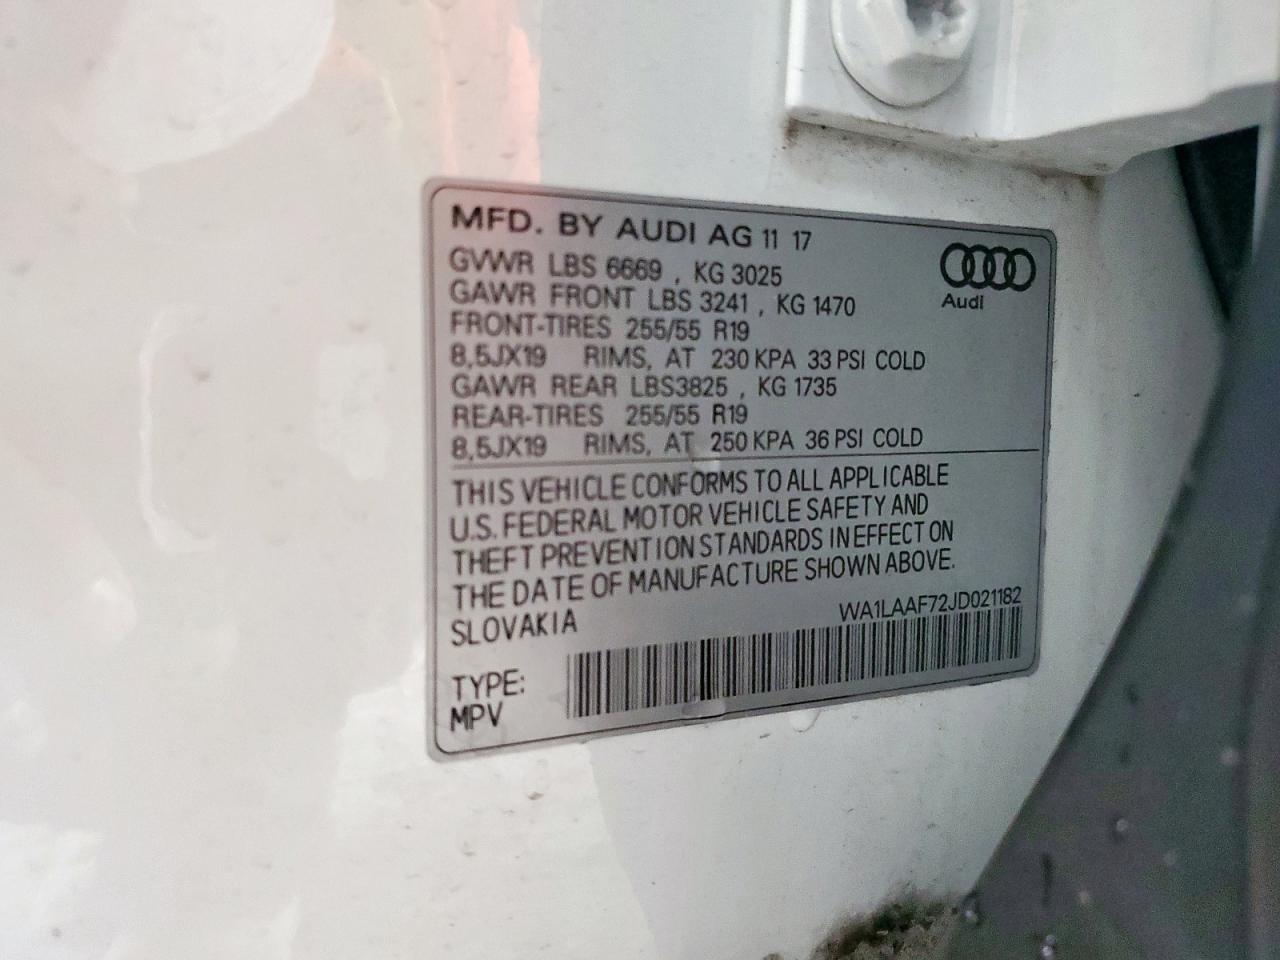 MFD. BY AUDI AG 11 17
GVWR LBS 6669 , KG 3025
GAWR FRONT LBS 3241 , KG 1470
FRONT-TIRES 255/55 R19
8,5JX19 RIMS, AT 230 KPA 33 PSI COLD
GAWR REAR LBS3825 , KG 1735
REAR-TIRES 255/55 R19
8,5JX19 RIMS, AT 250 KPA 36 PSI COLD
Audi
THIS VEHICLE CONFORMS TO ALL APPLICABLE
U.S. FEDERAL MOTOR VEHICLE SAFETY AND
THEFT PREVENTION STANDARDS IN EFFECT ON
THE DATE OF MANUFACTURE SHOWN ABOVE.
SLOVAKIA
WA1LAAF72JD021182
TYPE:
MPV